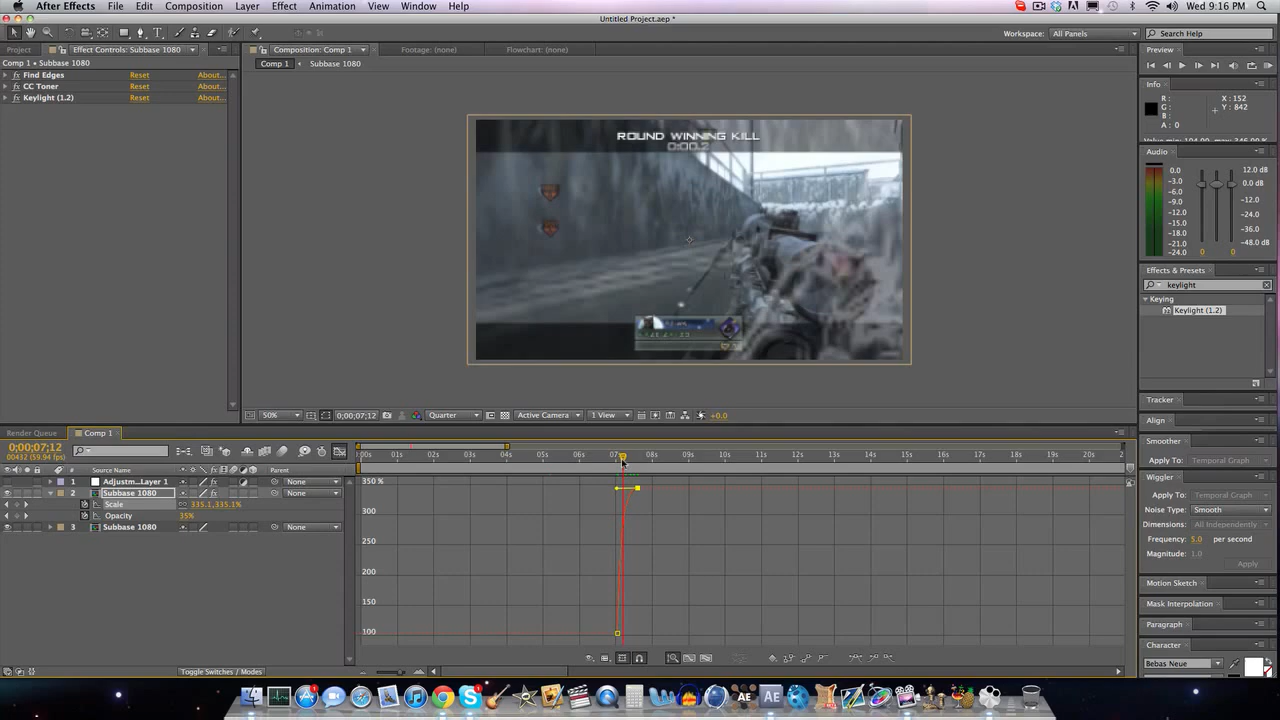 After Effects File Edit Composition Layer Effect Animation View Window Help Wed 9:16 PM
Untitled Project.aep *
Workspace: All Panels Search Help
Project Effect Controls: Subbase 1080 Composition: Comp 1 Footage: (none) Flowchart: (none) Preview
Comp 1 • Subbase 1080 Comp 1 Subbase 1080
Find Edges Reset About...
CC Toner Reset About...
Keylight (1.2) Reset About...
Info
R: X: 152
G: Y: 842
B:
A: 0
ROUND WINNING KILL
0:00.2
Audio
0.0 12.0 dB
-3.0 0.0 dB
-6.0
-9.0 -12.0
-12.0 -24.0
-15.0
-18.0 -36.0
-21.0
-24.0 -48.0 dB
0 0
Effects & Presets
keylight
Keying
Keylight (1.2)
Tracker
Align
50% 0;00;07;12 Quarter Active Camera 1 View +0.0
Render Queue Comp 1
0;00;07;12
00432 (59.94 fps)
:00s 01s 02s 03s 04s 05s 06s 07s 08s 09s 10s 11s 12s 13s 14s 15s 16s 17s 18s 19s 20s 2
# Source Name Parent
1 Adjustm...Layer 1 None
2 Subbase 1080 None
Scale 335.1,335.1%
Opacity 35%
3 Subbase 1080 None
350 %
300
250
200
150
100
Toggle Switches / Modes
Smoother
Apply To: Temporal Graph
Wiggler
Apply To: Temporal Graph
Noise Type: Smooth
Dimensions: All Independently
Frequency: 5.0 per second
Magnitude: 1.0
Apply
Motion Sketch
Mask Interpolation
Paragraph
Character
Bebas Neue
AE AE